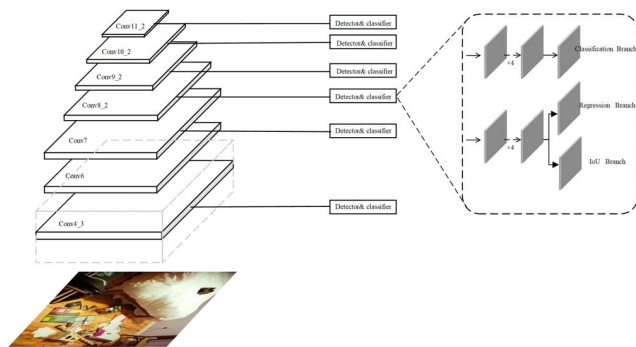 Conv11_2
Detector& classifier
Conv10_2
Detector& classifier
Conv9_2
Detector& classifier
Conv8_2
Detector& classifier
Conv7
Detector& classifier
Conv6
Conv4_3
Detector& classifier
×4
Classification Branch
Regression Branch
×4
IoU Branch